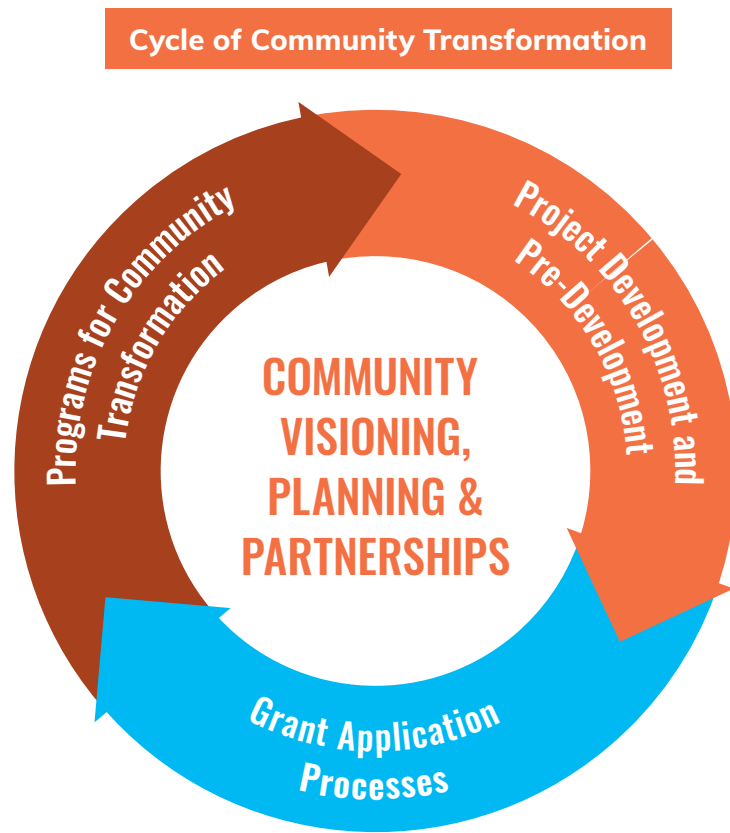 Cycle of Community Transformation
Programs for Community
Transformation
Project Development and
Pre-Development
COMMUNITY
VISIONING,
PLANNING &
PARTNERSHIPS
Grant Application
Processes